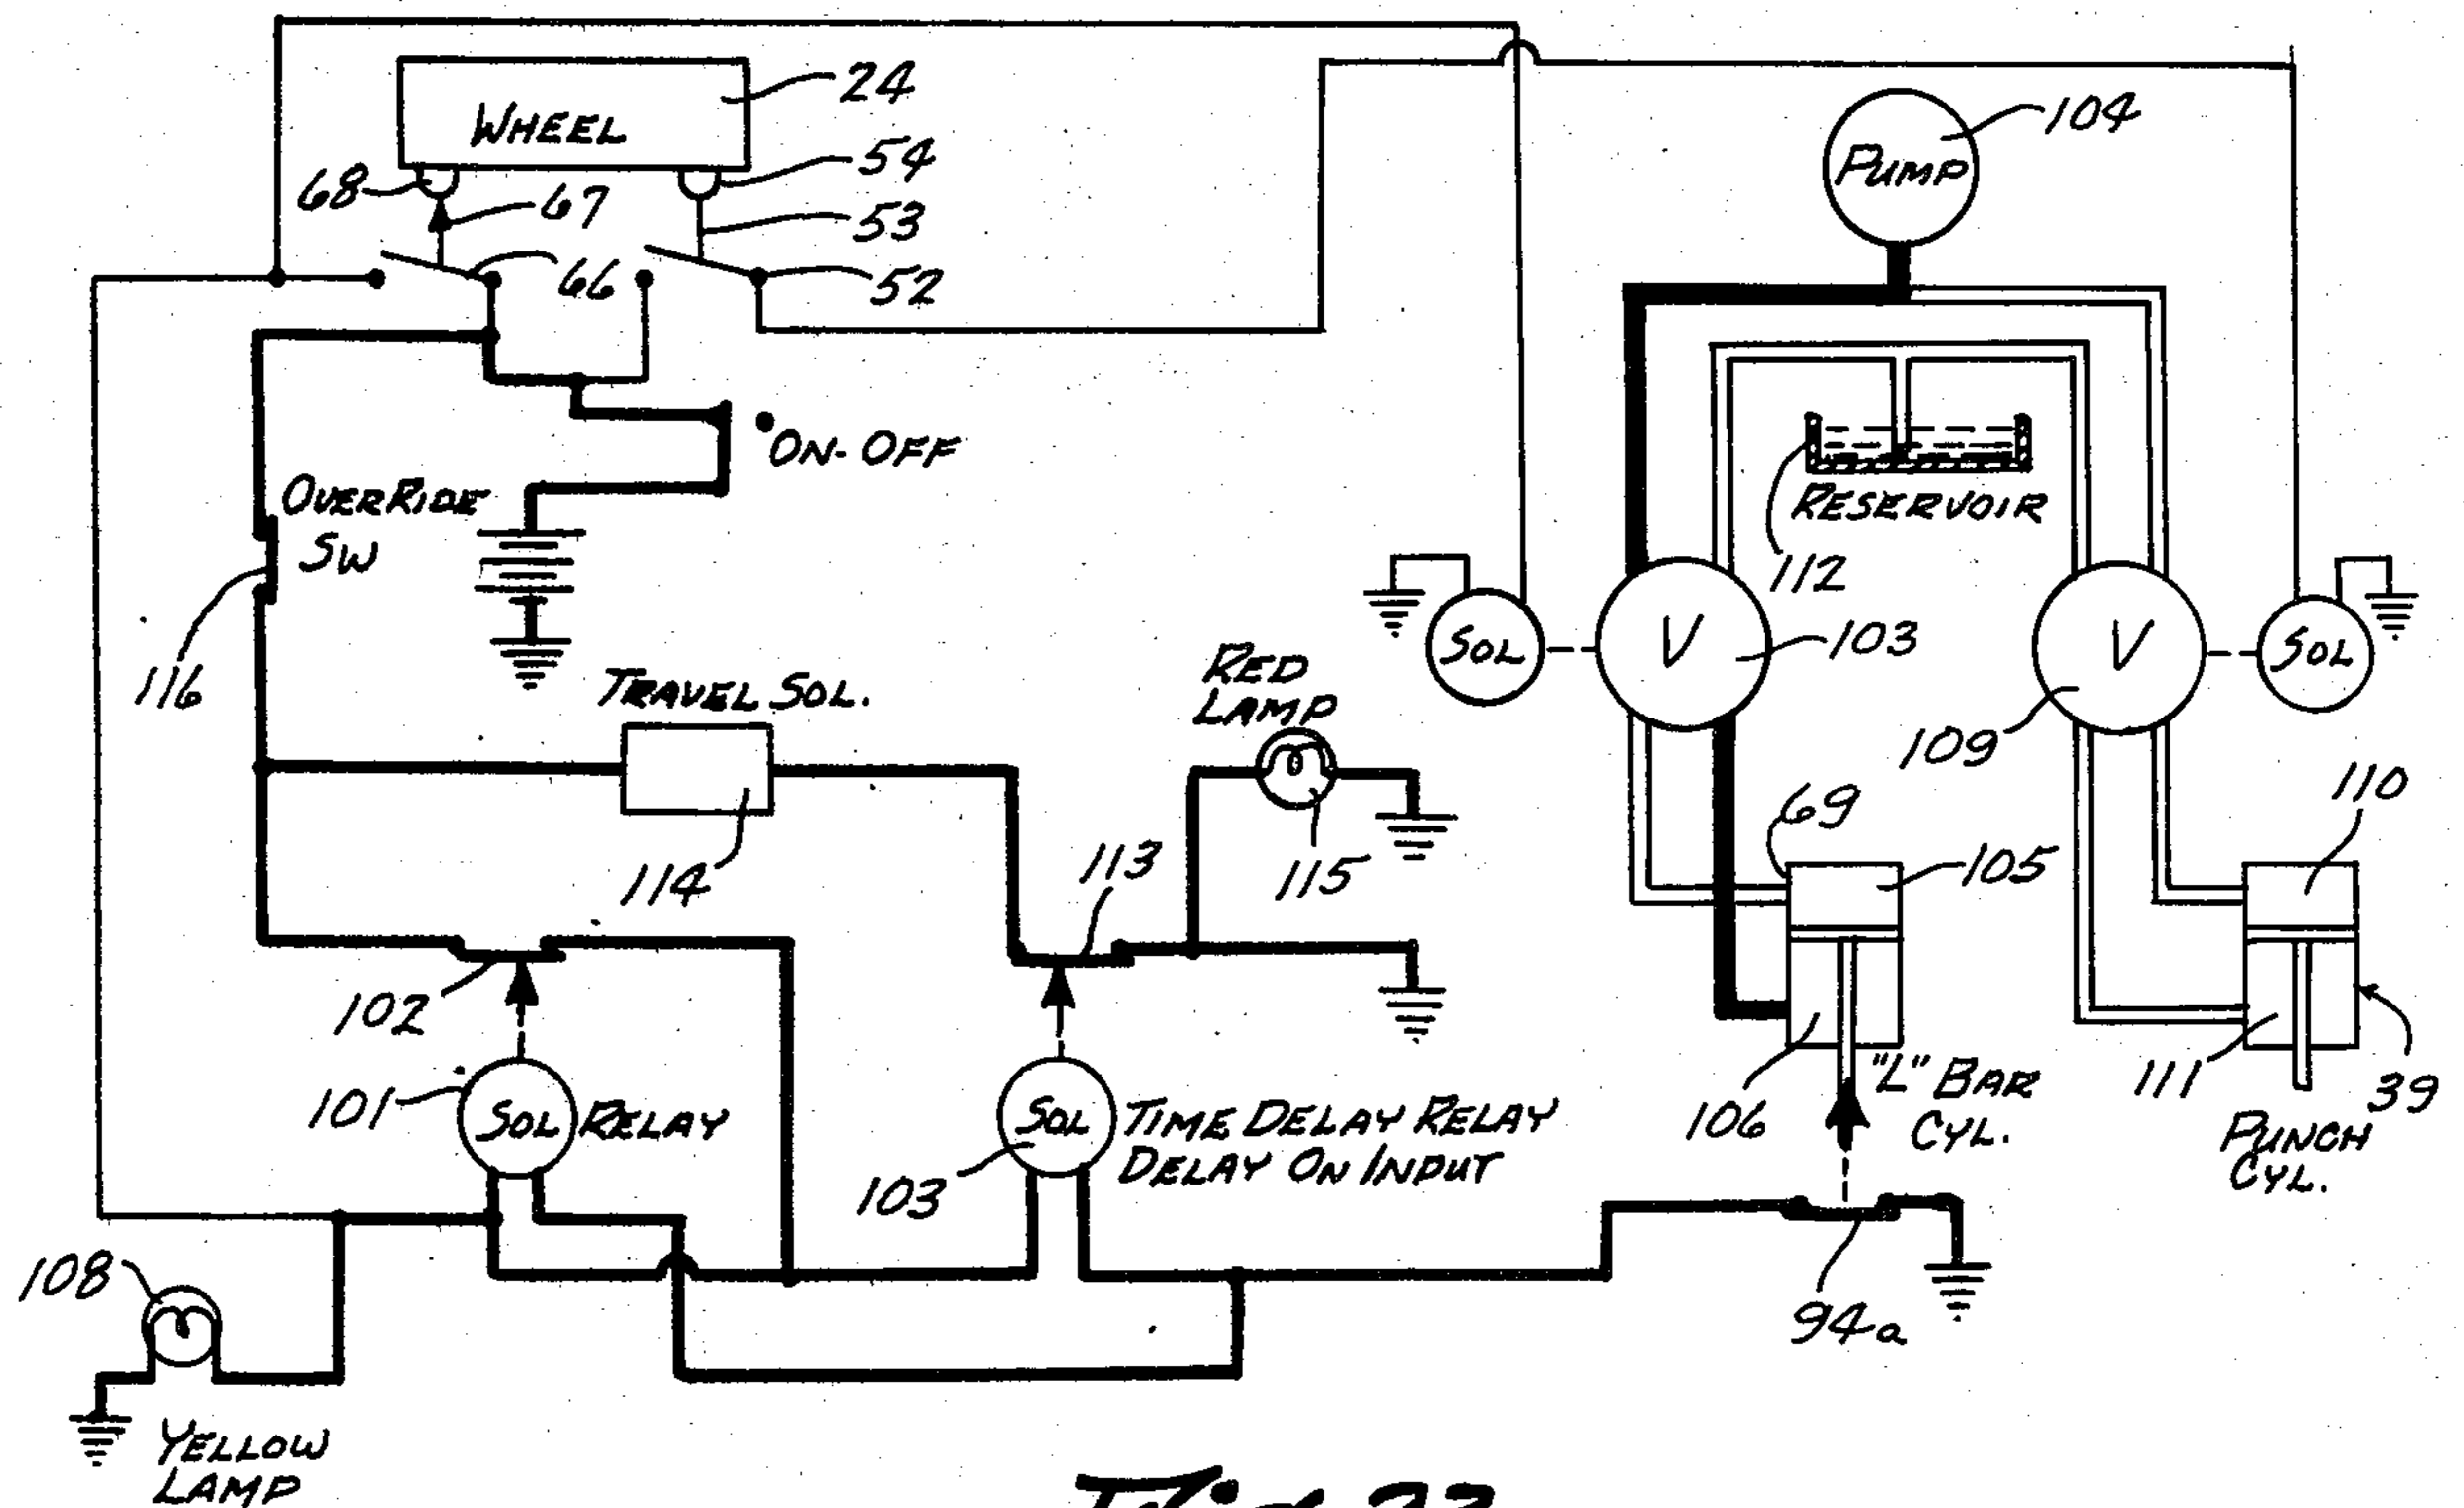 24
WHEEL
54
68
67
53
66
52
PUMP
104
ON-OFF
OVERRIDE
SW
RESERVOIR
112
116
SOL
V
103
V
SOL
109
TRAVEL SOL.
RED
LAMP
114
113
115
69
105
110
102
106
"L" BAR
CYL.
111
39
PUNCH
CYL.
101
SOL
RELAY
SOL
TIME DELAY RELAY
DELAY ON INPUT
103
94a
108
YELLOW
LAMP